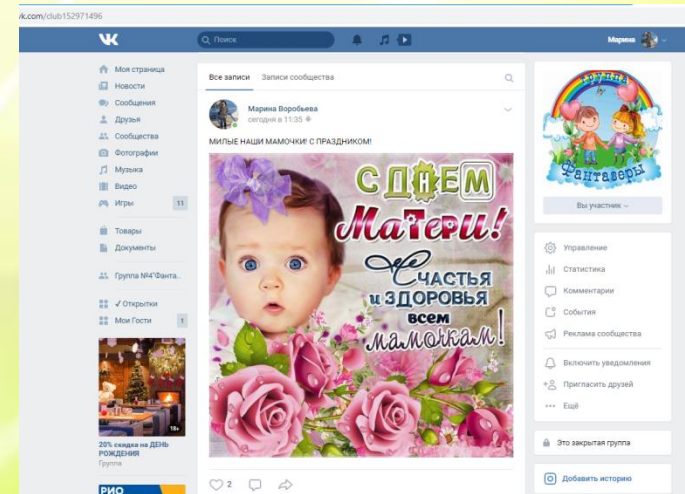 vk.com/club152971496
Поиск
Марина
Моя страница
Новости
Сообщения
Друзья
Сообщества
Фотографии
Музыка
Видео
Игры 11
Товары
Документы
Группа №4"Фанта..
✓ Открытки
Мои Гости 1
18+
20% скидка на ДЕНЬ
РОЖДЕНИЯ
Группа
РИО
Все записи Записи сообщества
Марина Воробьева
сегодня в 11:35
МИЛЫЕ НАШИ МАМОЧКИ! С ПРАЗДНИКОМ!
С ДНЕМ
Матери!
Счастья
и здоровья
всем
мамочкам!
2
группа
Фантазеры
Вы участник
Управление
Статистика
Комментарии
События
Реклама сообщества
Включить уведомления
Пригласить друзей
Ещё
Это закрытая группа
Добавить историю